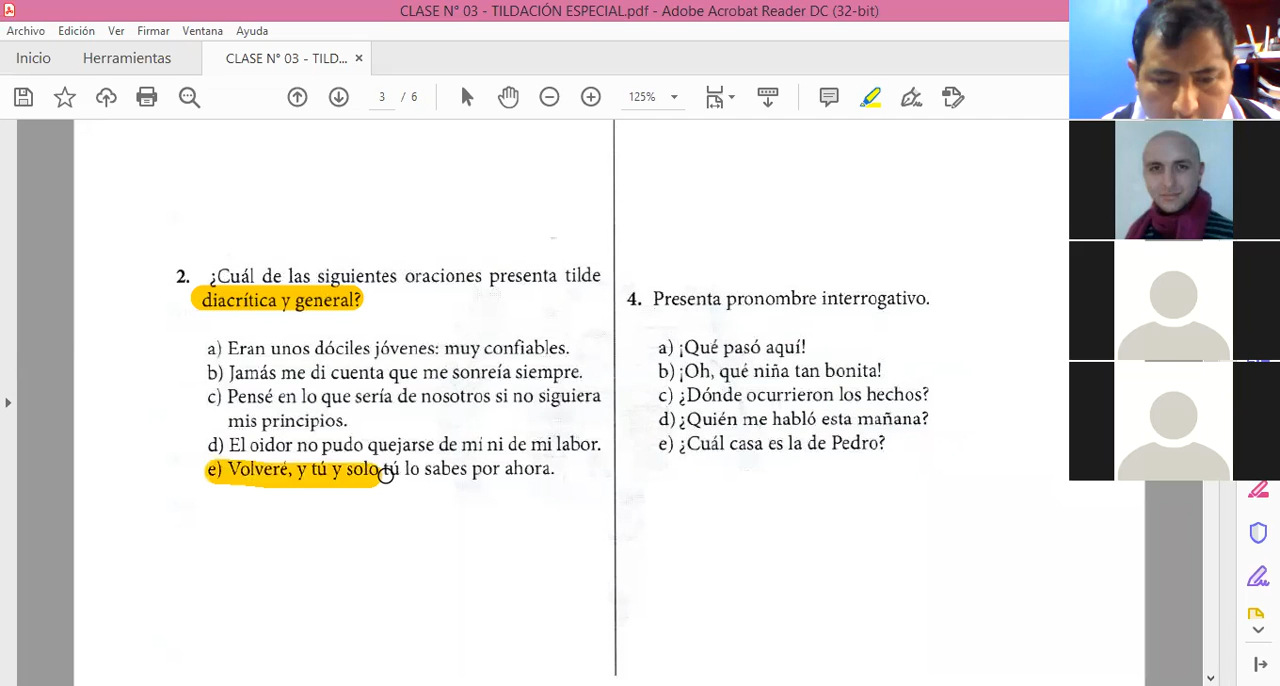 CLASE N° 03 - TILDACIÓN ESPECIAL.pdf - Adobe Acrobat Reader DC (32-bit)
Archivo Edición Ver Firmar Ventana Ayuda
Inicio Herramientas CLASE N° 03 - TILD... ×
3 / 6 125%
2. ¿Cuál de las siguientes oraciones presenta tilde
diacrítica y general?
a) Eran unos dóciles jóvenes: muy confiables.
b) Jamás me di cuenta que me sonreía siempre.
c) Pensé en lo que sería de nosotros si no siguiera
mis principios.
d) El oidor no pudo quejarse de mí ni de mi labor.
e) Volveré, y tú y solo tú lo sabes por ahora.
4. Presenta pronombre interrogativo.
a) ¡Qué pasó aquí!
b) ¡Oh, qué niña tan bonita!
c) ¿Dónde ocurrieron los hechos?
d) ¿Quién me habló esta mañana?
e) ¿Cuál casa es la de Pedro?